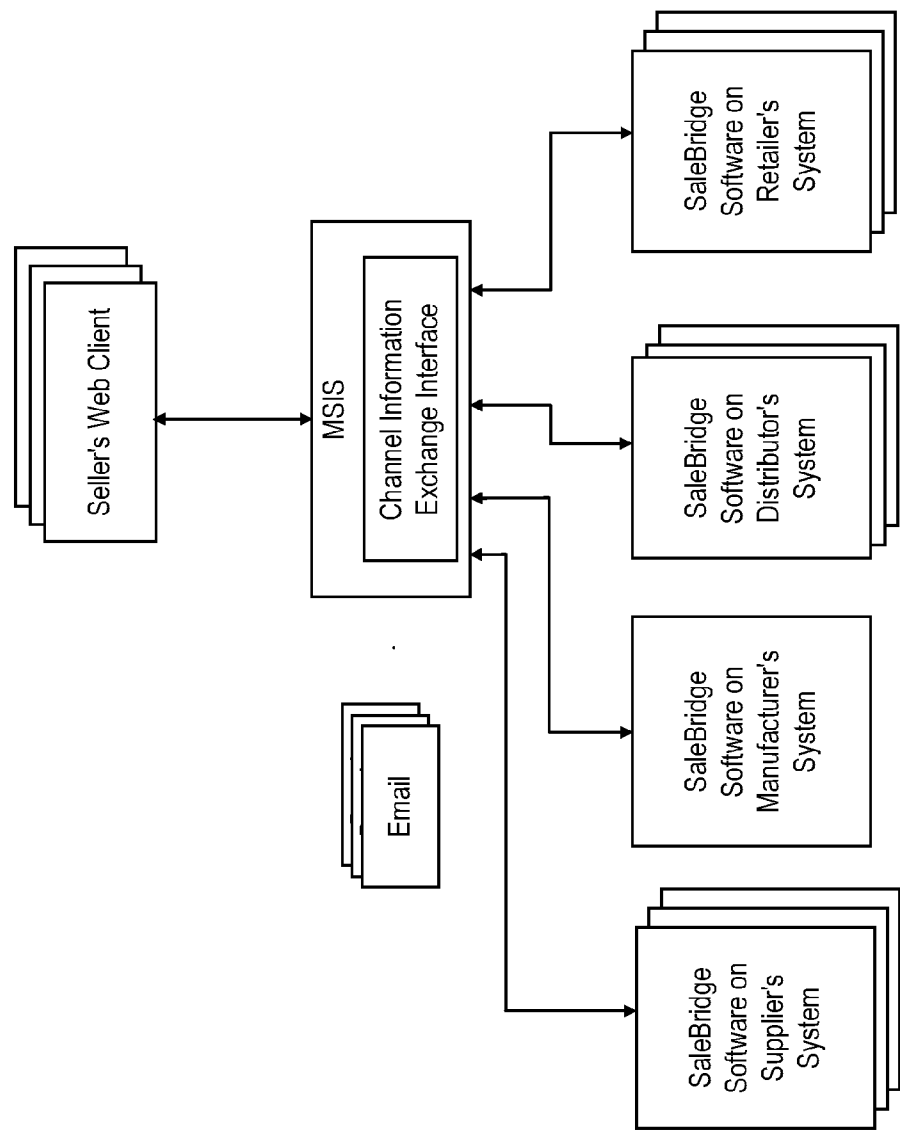 Seller's Web Client
MSIS
Channel Information
Exchange Interface
Email
SaleBridge
Software on
Supplier's
System
SaleBridge
Software on
Manufacturer's
System
SaleBridge
Software on
Distributor's
System
SaleBridge
Software on
Retailer's
System